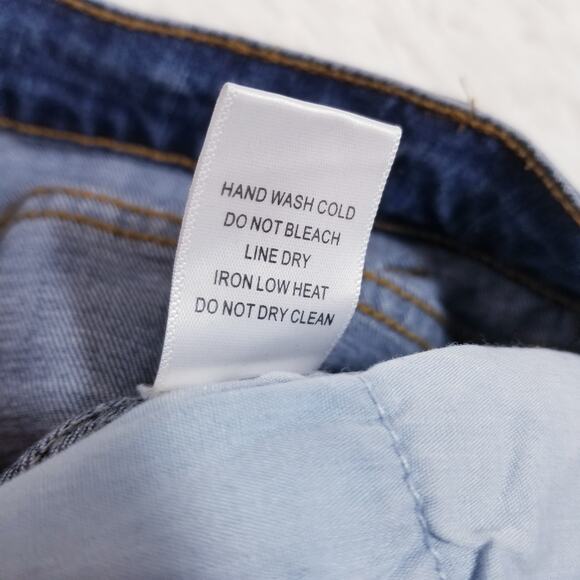 HAND WASH COLD
DO NOT BLEACH
LINE DRY
IRON LOW HEAT
DO NOT DRY CLEAN